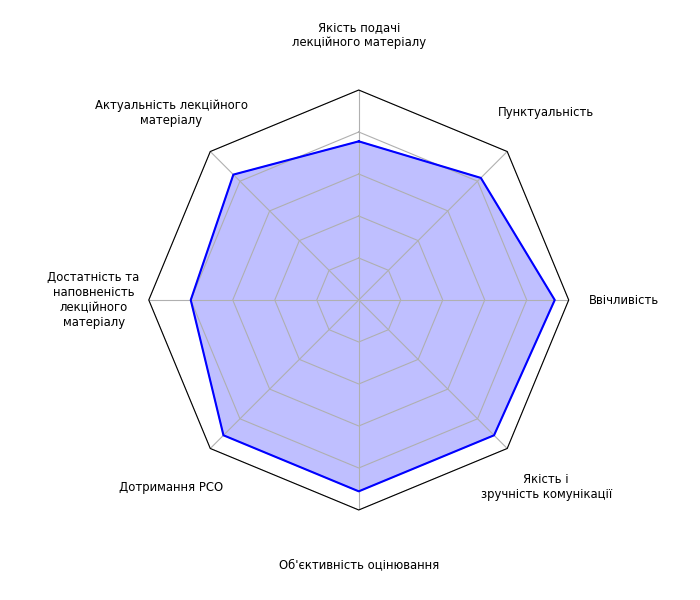 Якість подачі
лекційного матеріалу
Актуальність лекційного
матеріалу
Пунктуальність
Достатність та
наповненість
лекційного
матеріалу
Ввічливість
Дотримання РСО
Якість і
зручність комунікації
Об'єктивність оцінювання